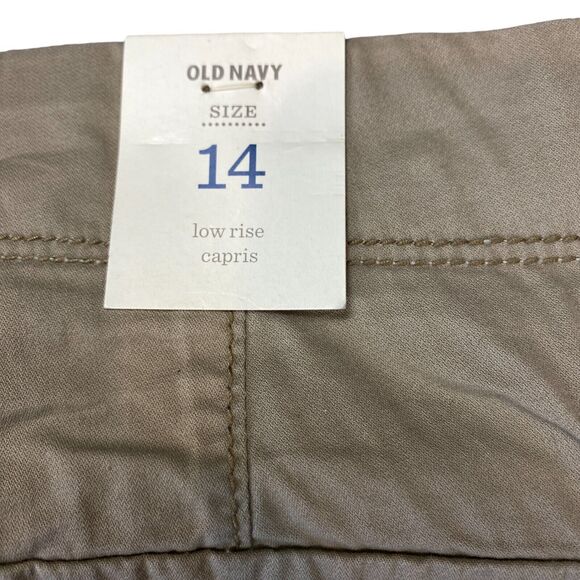 OLD NAVY
SIZE
14
low rise
capris